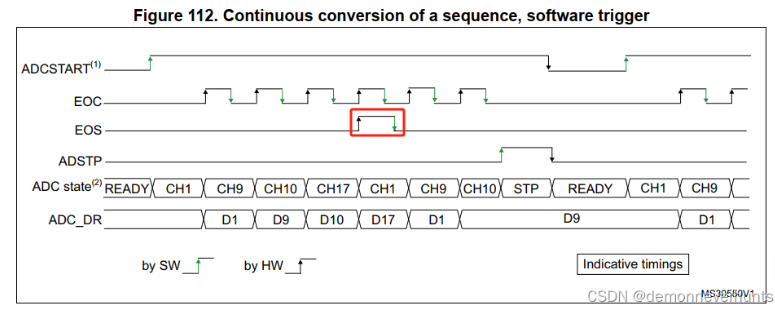 Figure 112. Continuous conversion of a sequence, software trigger
ADCSTART(1)
EOC
EOS
ADSTP
ADC state(2) READY CH1 CH9 CH10 CH17 CH1 CH9 CH10 STP READY CH1 CH9
ADC_DR D1 D9 D10 D17 D1 D9 D1
by SW by HW Indicative timings
MS30550V1
CSDN @demonneverhunts